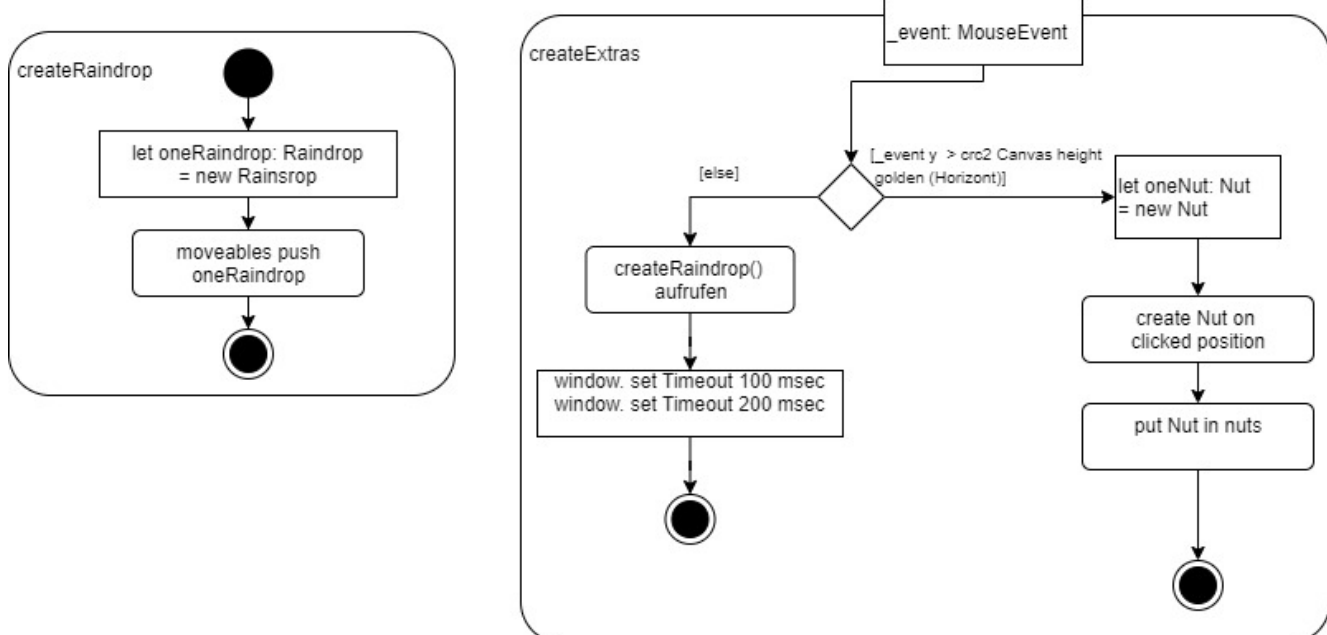 createRaindrop
let oneRaindrop: Raindrop
= new Rainsrop
moveables push
oneRaindrop
createExtras
_event: MouseEvent
[_event y > crc2 Canvas height
golden (Horizont)]
[else]
let oneNut: Nut
= new Nut
createRaindrop()
aufrufen
create Nut on
clicked position
window. set Timeout 100 msec
window. set Timeout 200 msec
put Nut in nuts